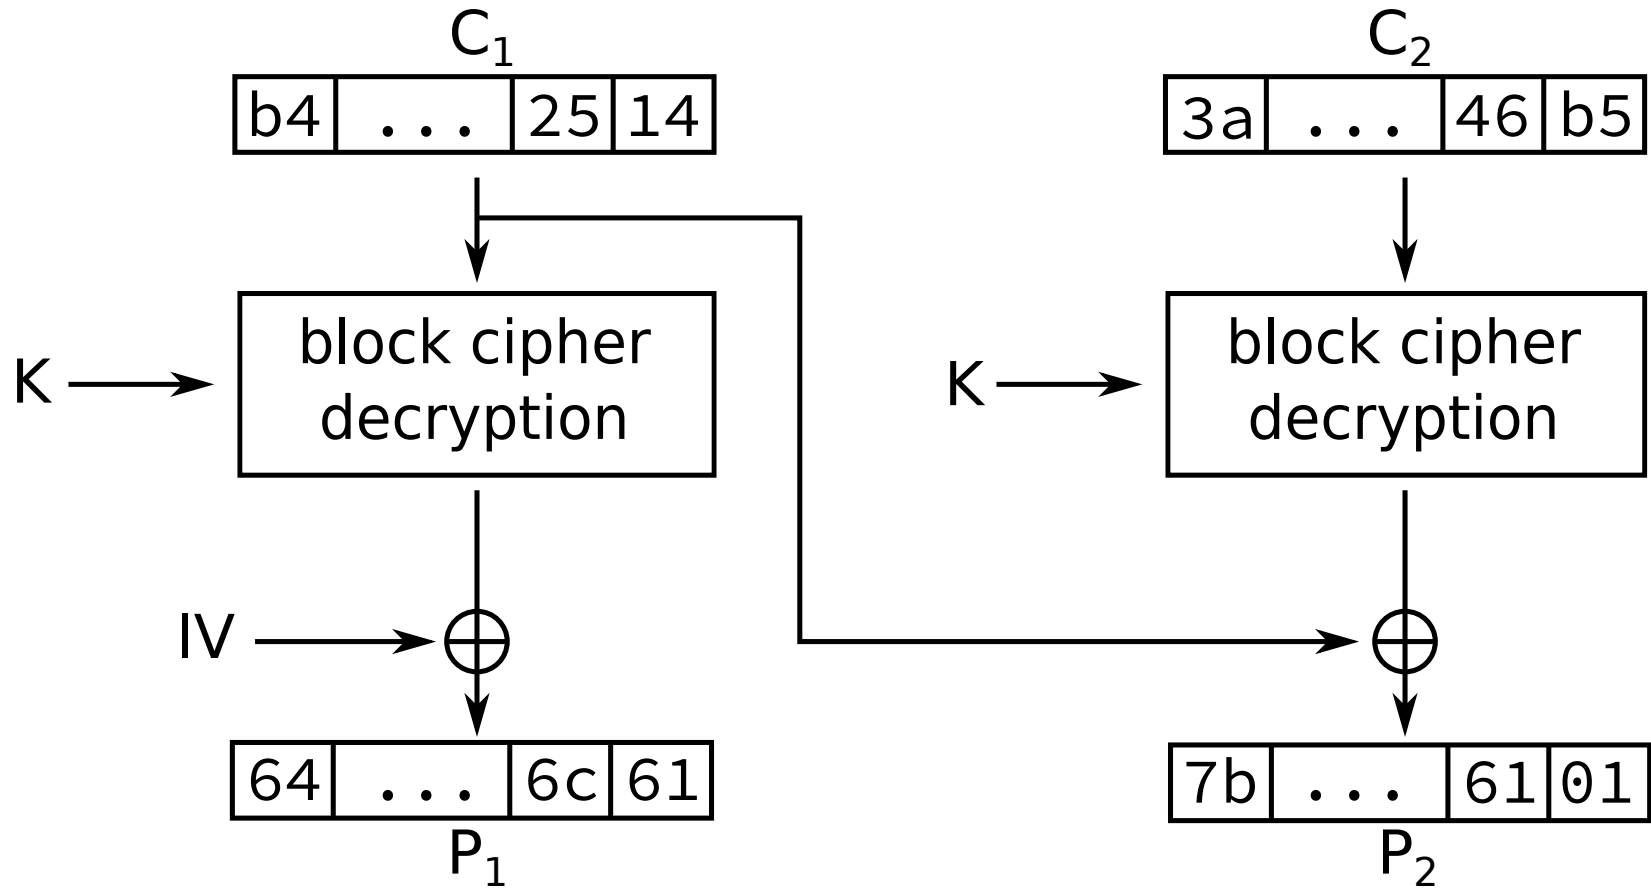 C₁ C₂
b4 ... 25 14 3a ... 46 b5
block cipher block cipher
K K
decryption decryption
IV
64 ... 6c 61 7b ... 61 01
P₁ P₂